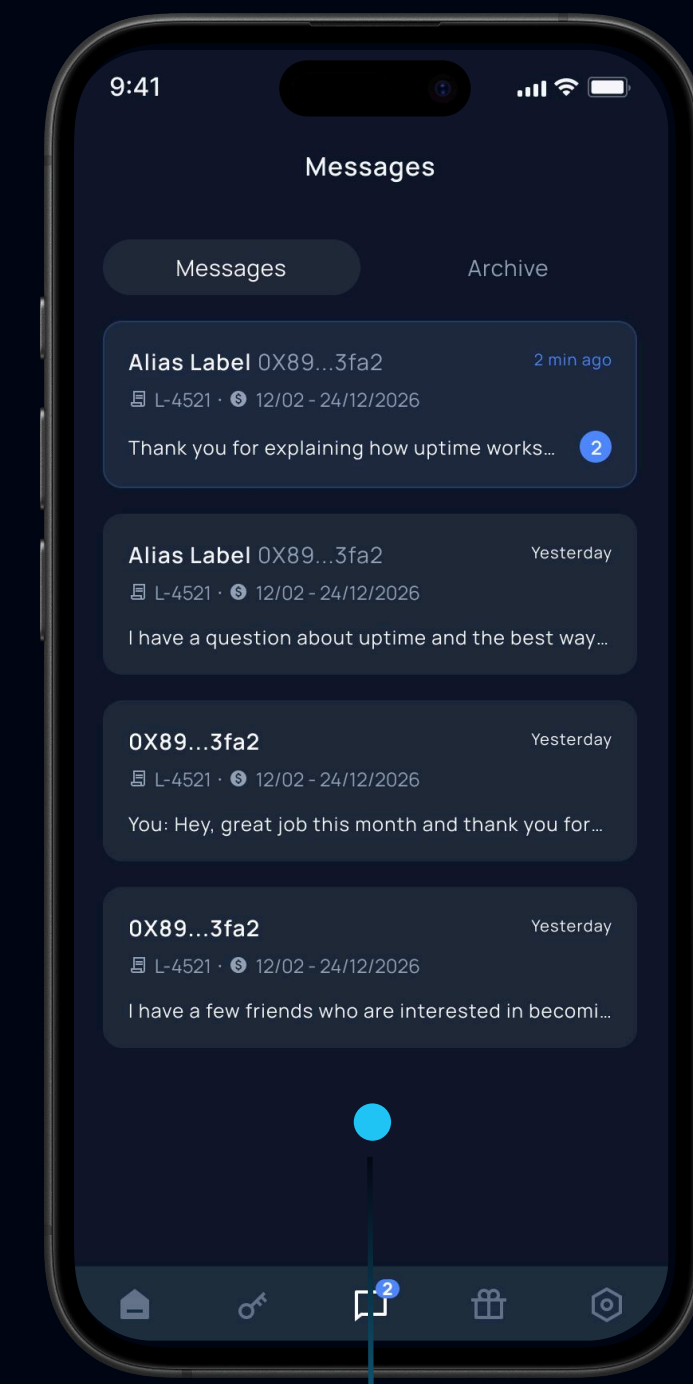 9:41
Messages
Messages Archive
Alias Label 0X89...3fa2 2 min ago
L-4521 · 12/02 - 24/12/2026
Thank you for explaining how uptime works... 2
Alias Label 0X89...3fa2 Yesterday
L-4521 · 12/02 - 24/12/2026
I have a question about uptime and the best way...
0X89...3fa2 Yesterday
L-4521 · 12/02 - 24/12/2026
You: Hey, great job this month and thank you for...
0X89...3fa2 Yesterday
L-4521 · 12/02 - 24/12/2026
I have a few friends who are interested in becomi...
2